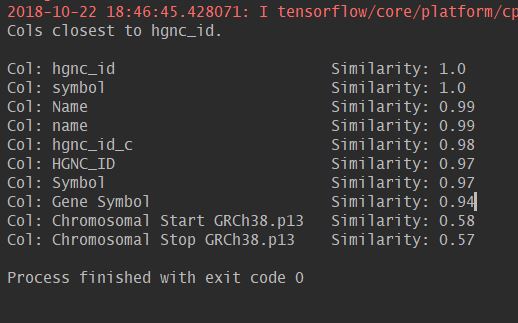 2018-10-22 18:46:45.428071: I tensorflow/core/platform/cp
Cols closest to hgnc_id.
Col: hgnc_id Similarity: 1.0
Col: symbol Similarity: 1.0
Col: Name Similarity: 0.99
Col: name Similarity: 0.99
Col: hgnc_id_c Similarity: 0.98
Col: HGNC_ID Similarity: 0.97
Col: Symbol Similarity: 0.97
Col: Gene Symbol Similarity: 0.94
Col: Chromosomal Start GRCh38.p13 Similarity: 0.58
Col: Chromosomal Stop GRCh38.p13 Similarity: 0.57
Process finished with exit code 0